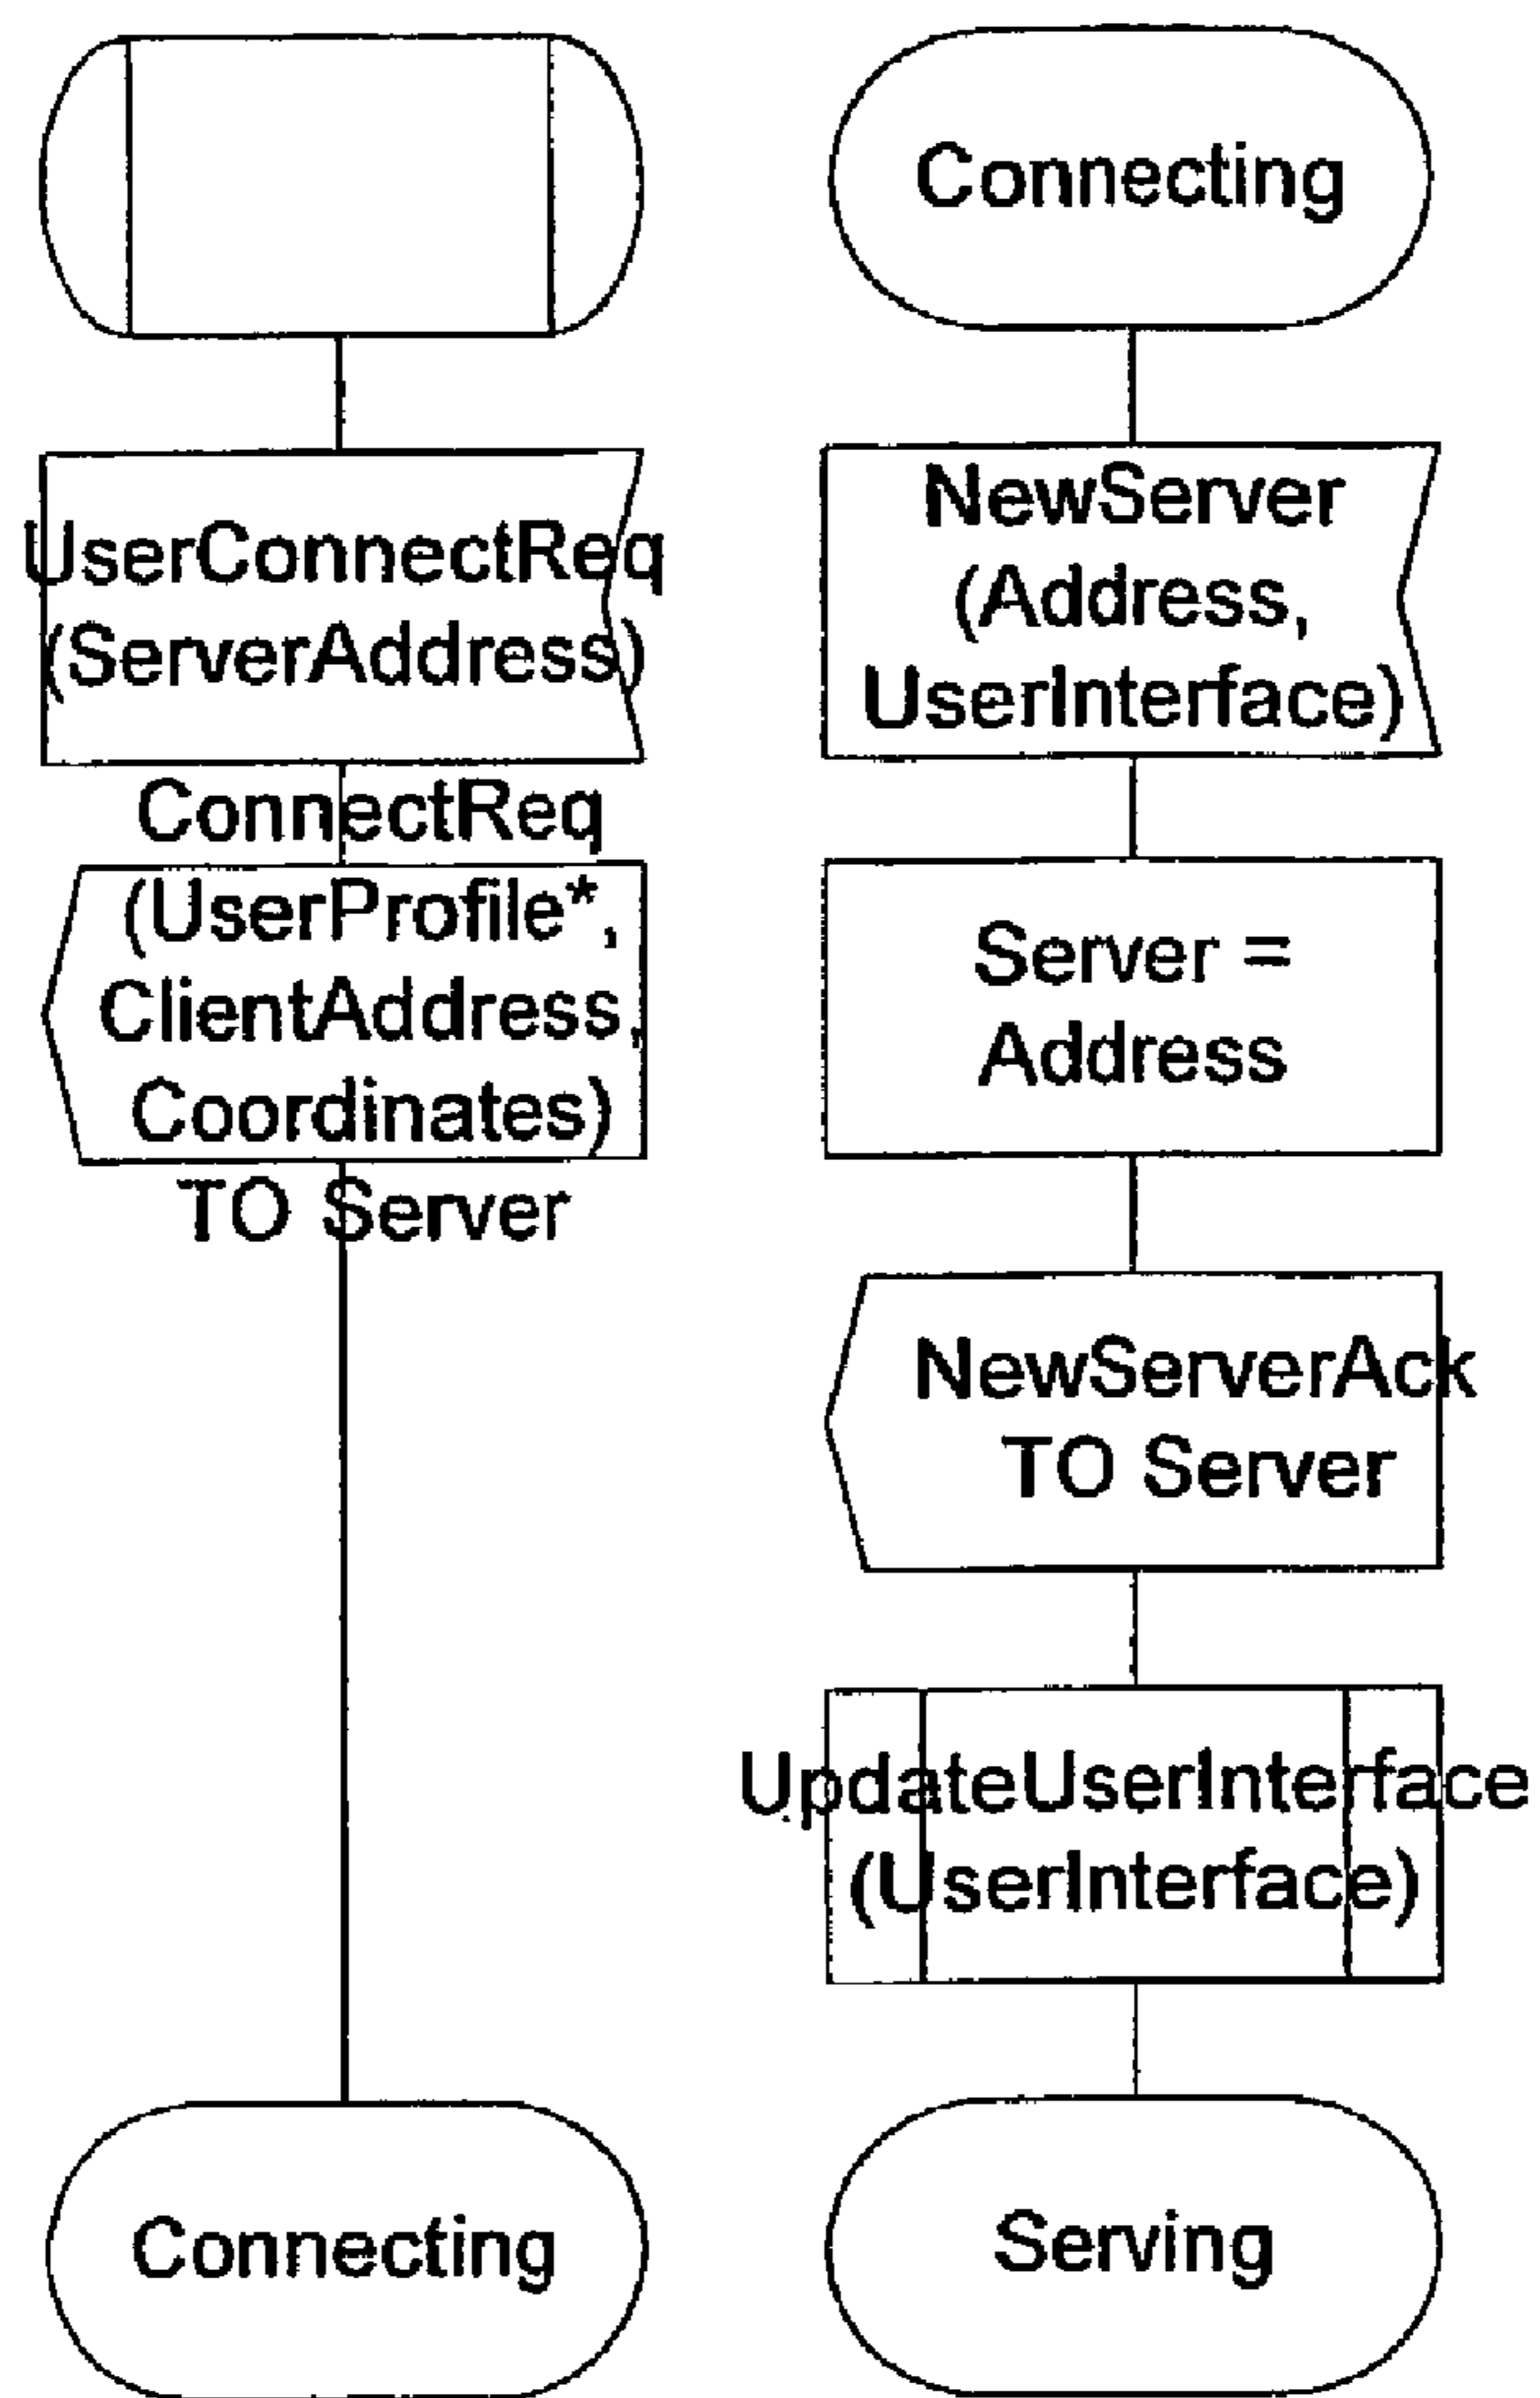 UserConnectReq
(ServerAddress)
ConnectReq
(UserProfile*,
ClientAddress,
Coordinates)
TO Server
Connecting
Connecting
NewServer
(Address,
UserInterface)
Server =
Address
NewServerAck
TO Server
UpdateUserInterface
(UserInterface)
Serving